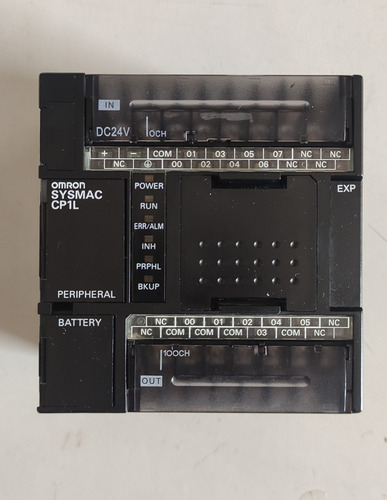 IN
DC24V 0CH
+ − COM 01 03 05 07 NC NC
NC 00 02 04 06 NC NC
omron
SYSMAC
CP1L
POWER
RUN
ERR/ALM
INH
PRPHL
BKUP
EXP
PERIPHERAL
BATTERY
NC 00 01 02 04 05 NC
NC COM COM COM 03 COM NC
100CH
OUT